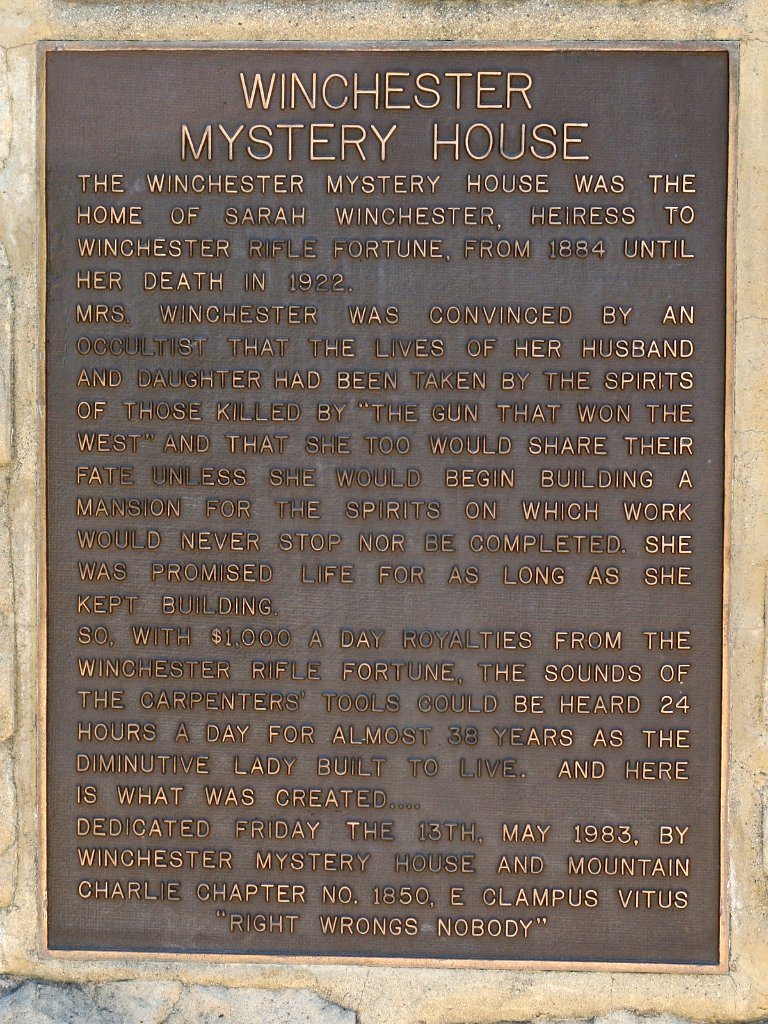 WINCHESTER
MYSTERY HOUSE
THE WINCHESTER MYSTERY HOUSE WAS THE
HOME OF SARAH WINCHESTER, HEIRESS TO
WINCHESTER RIFLE FORTUNE, FROM 1884 UNTIL
HER DEATH IN 1922.
MRS. WINCHESTER WAS CONVINCED BY AN
OCCULTIST THAT THE LIVES OF HER HUSBAND
AND DAUGHTER HAD BEEN TAKEN BY THE SPIRITS
OF THOSE KILLED BY "THE GUN THAT WON THE
WEST" AND THAT SHE TOO WOULD SHARE THEIR
FATE UNLESS SHE WOULD BEGIN BUILDING A
MANSION FOR THE SPIRITS ON WHICH WORK
WOULD NEVER STOP NOR BE COMPLETED. SHE
WAS PROMISED LIFE FOR AS LONG AS SHE
KEPT BUILDING.
SO, WITH $1,000 A DAY ROYALTIES FROM THE
WINCHESTER RIFLE FORTUNE, THE SOUNDS OF
THE CARPENTERS' TOOLS COULD BE HEARD 24
HOURS A DAY FOR ALMOST 38 YEARS AS THE
DIMINUTIVE LADY BUILT TO LIVE. AND HERE
IS WHAT WAS CREATED....
DEDICATED FRIDAY THE 13TH, MAY 1983, BY
WINCHESTER MYSTERY HOUSE AND MOUNTAIN
CHARLIE CHAPTER NO. 1850, E CLAMPUS VITUS
"RIGHT WRONGS NOBODY"